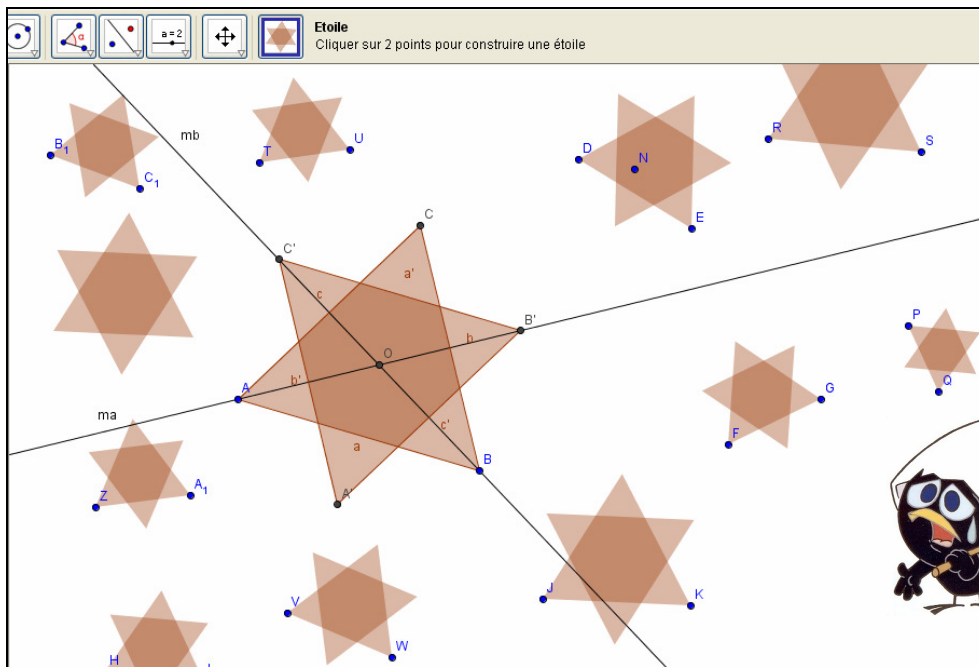 a = 2
α
Etoile
Cliquer sur 2 points pour construire une étoile
B1
C1
mb
T
U
D
N
E
R
S
C
C'
a'
c
B'
b
O
A
b'
ma
c'
a
B
A'
P
Q
G
F
Z
A1
J
K
V
W
H